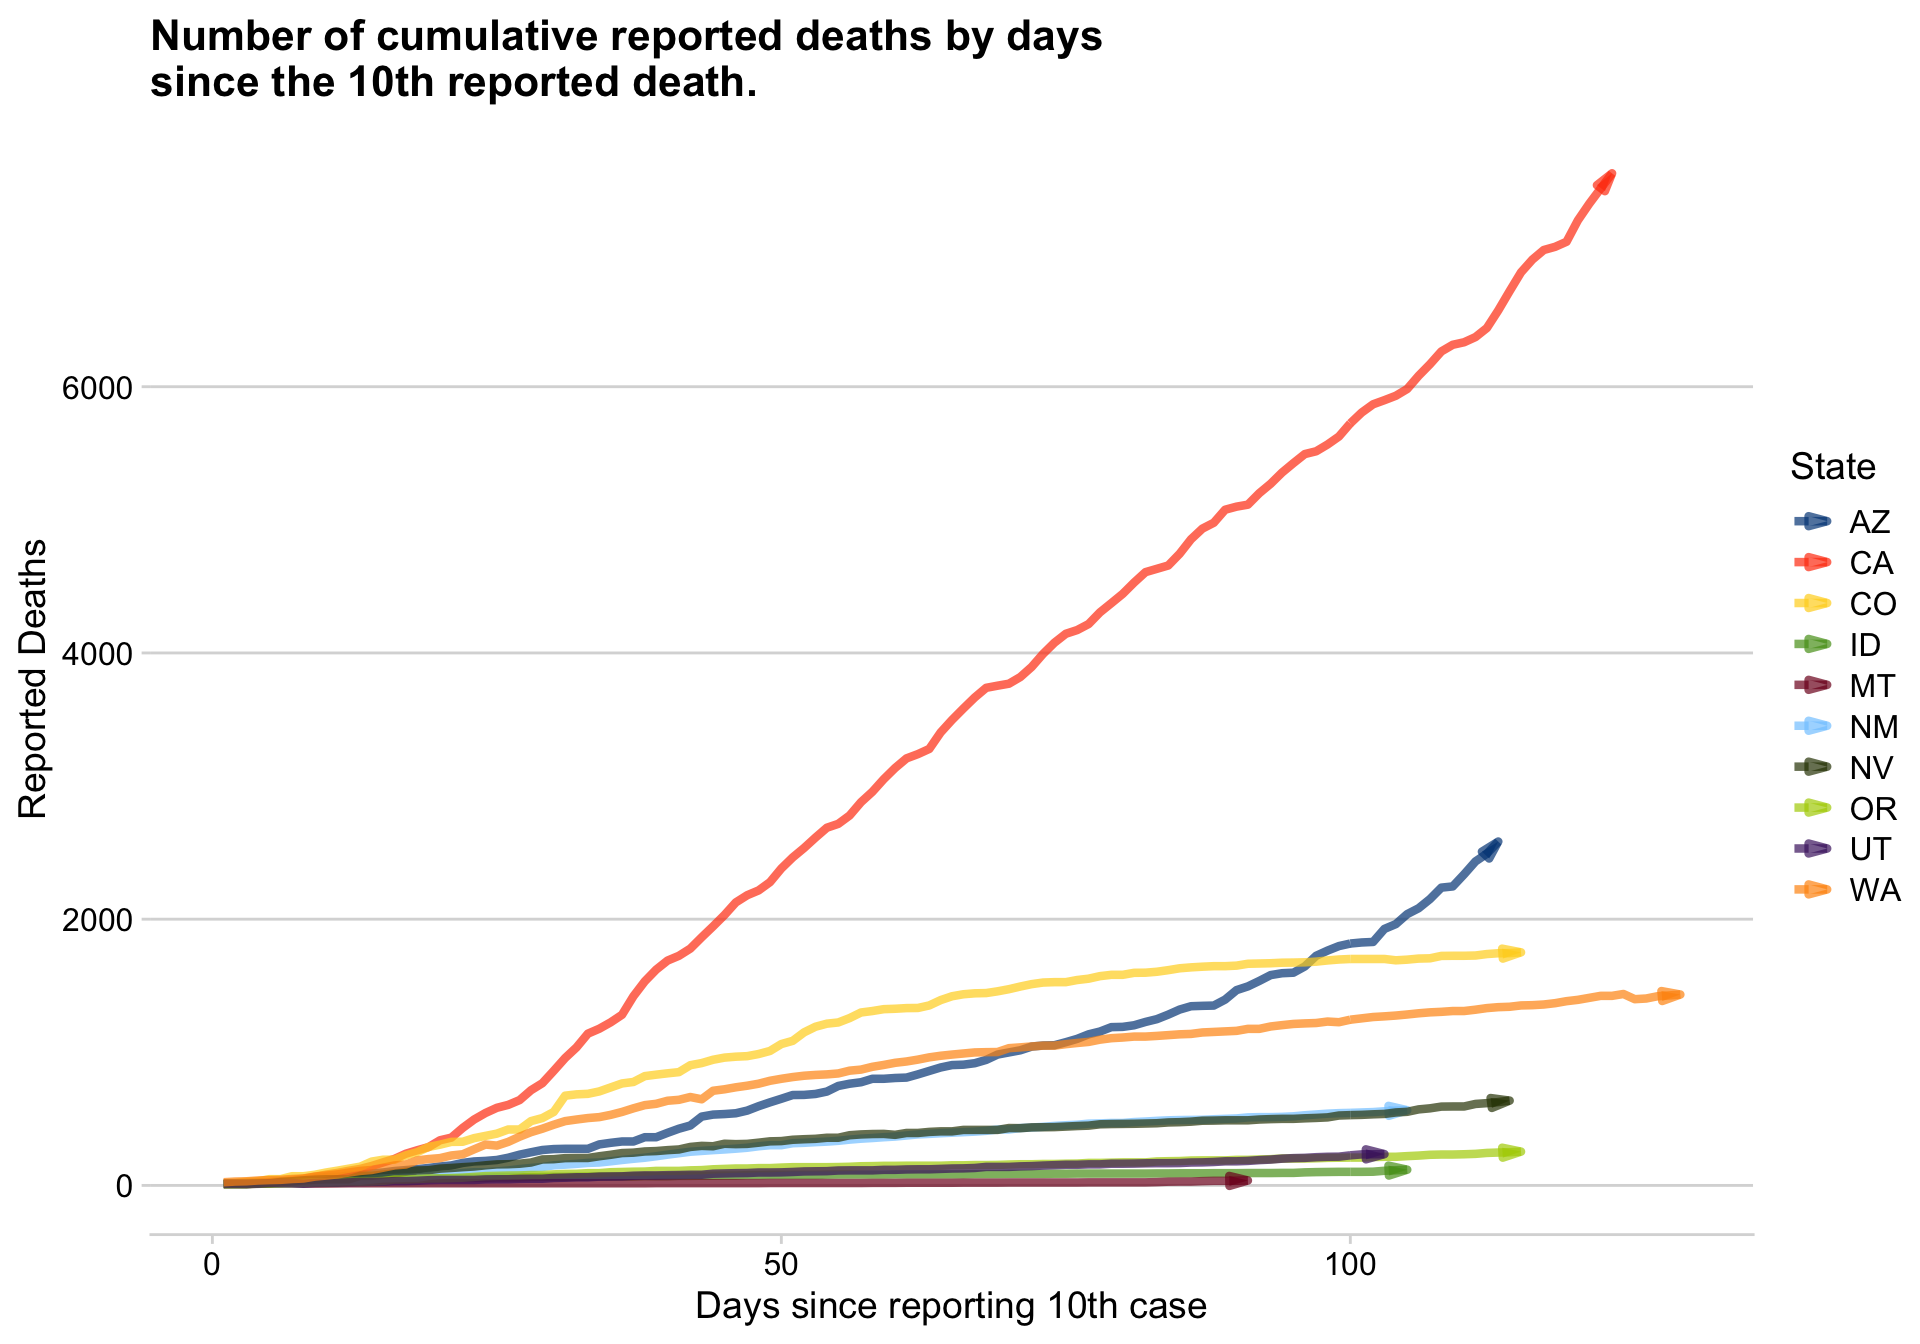 Number of cumulative reported deaths by days
since the 10th reported death.
6000
4000
2000
0
Reported Deaths
0
50
100
Days since reporting 10th case
State
AZ
CA
CO
ID
MT
NM
NV
OR
UT
WA